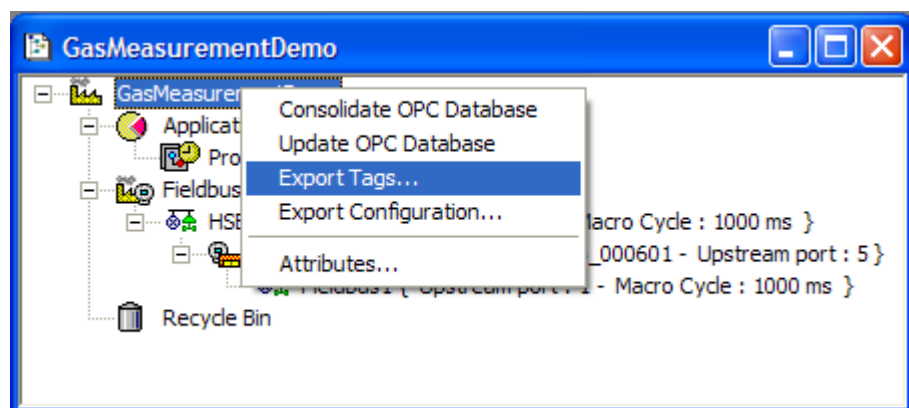 GasMeasurementDemo
Consolidate OPC Database
Applicat
Update OPC Database
Pro
Export Tags...
Fieldbus
Export Configuration...
HSE
Macro Cycle : 1000 ms }
Attributes...
_000601 - Upstream port : 5 }
Fieldbus1 { Upstream port : 1 - Macro Cycle : 1000 ms }
Recycle Bin